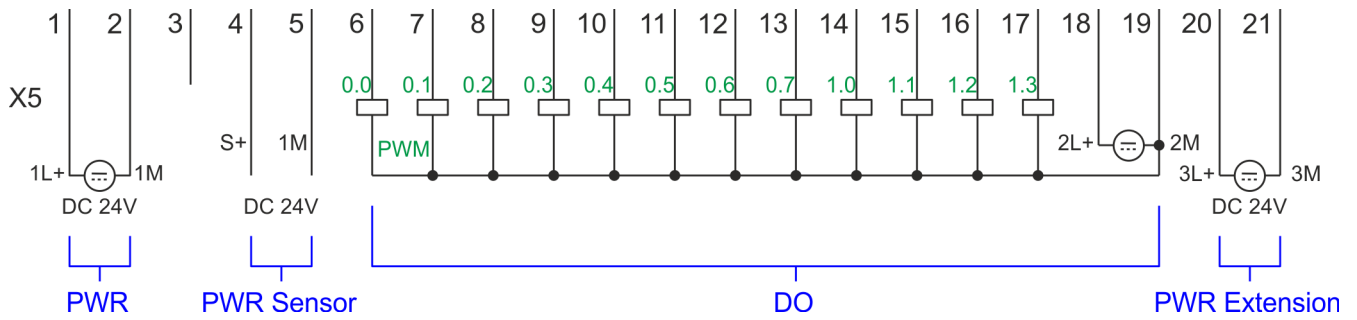 1 2 3 4 5 6 7 8 9 10 11 12 13 14 15 16 17 18 19 20 21
0.0 0.1 0.2 0.3 0.4 0.5 0.6 0.7 1.0 1.1 1.2 1.3
X5
S+ 1M PWM 2L+ 2M
1L+ 1M 3L+ 3M
DC 24V DC 24V DC 24V
PWR PWR Sensor DO PWR Extension